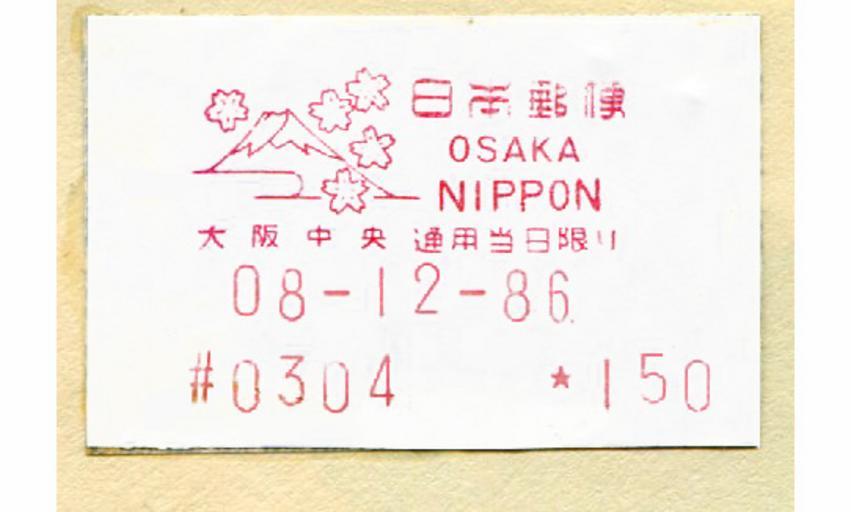 日本郵便
OSAKA
NIPPON
大阪中央 通用当日限り
08-12-86
#0304 *150